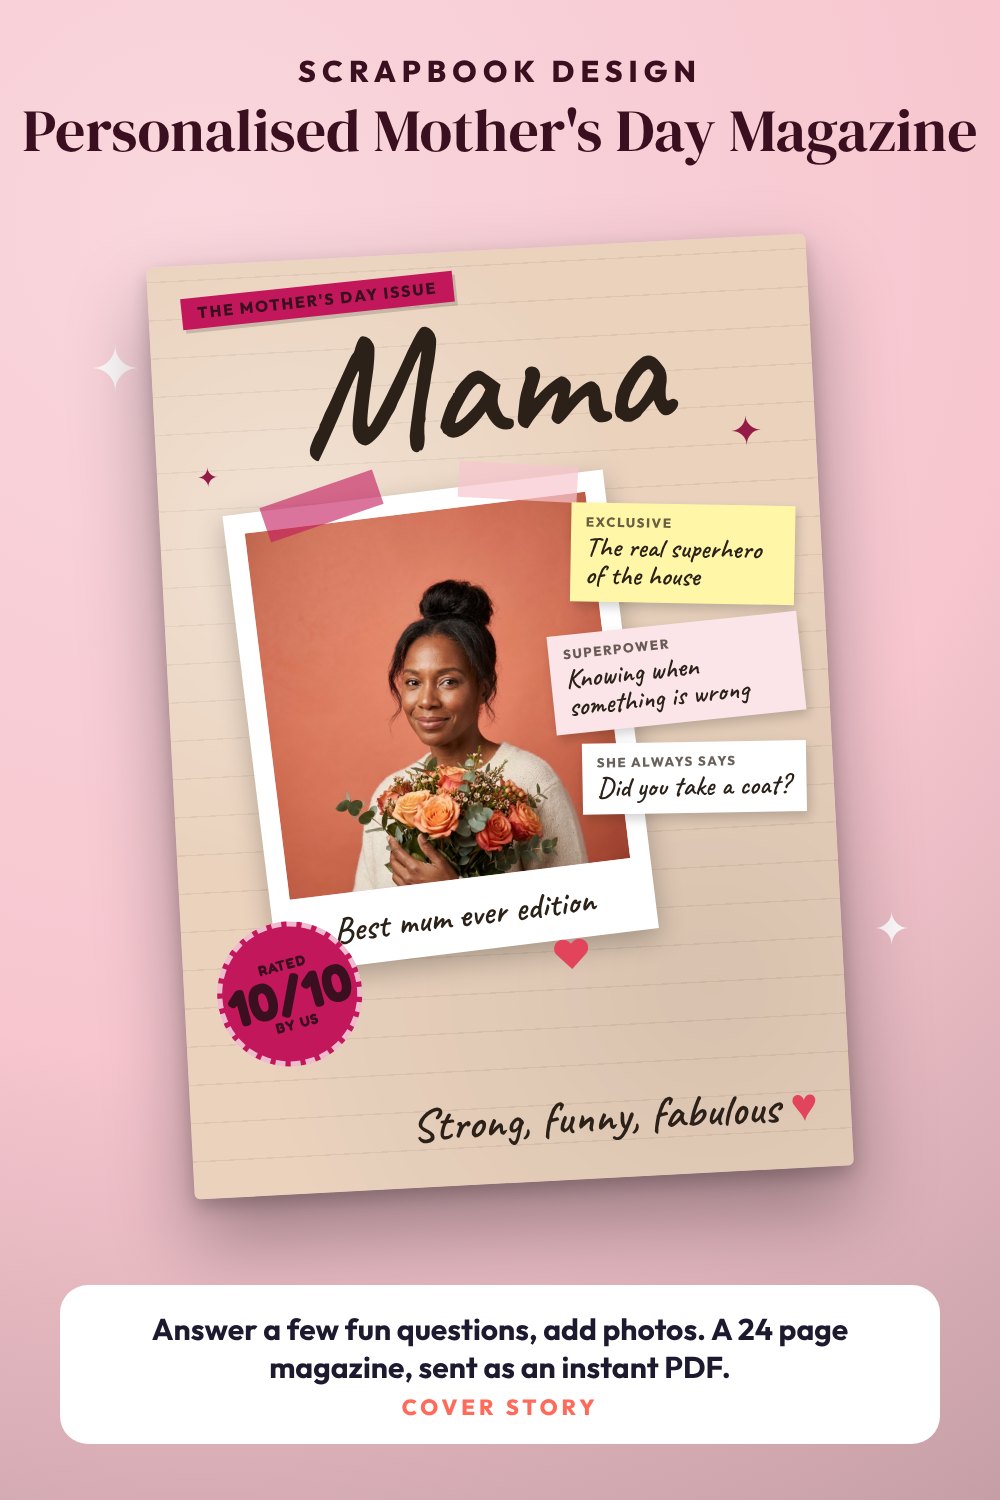 SCRAPBOOK DESIGN
Personalised Mother's Day Magazine
THE MOTHER'S DAY ISSUE
Mama
EXCLUSIVE
The real superhero
of the house
SUPERPOWER
Knowing when
something is wrong
SHE ALWAYS SAYS
Did you take a coat?
Best mum ever edition
RATED
10/10
BY US
Strong, funny, fabulous
Answer a few fun questions, add photos. A 24 page
magazine, sent as an instant PDF.
COVER STORY